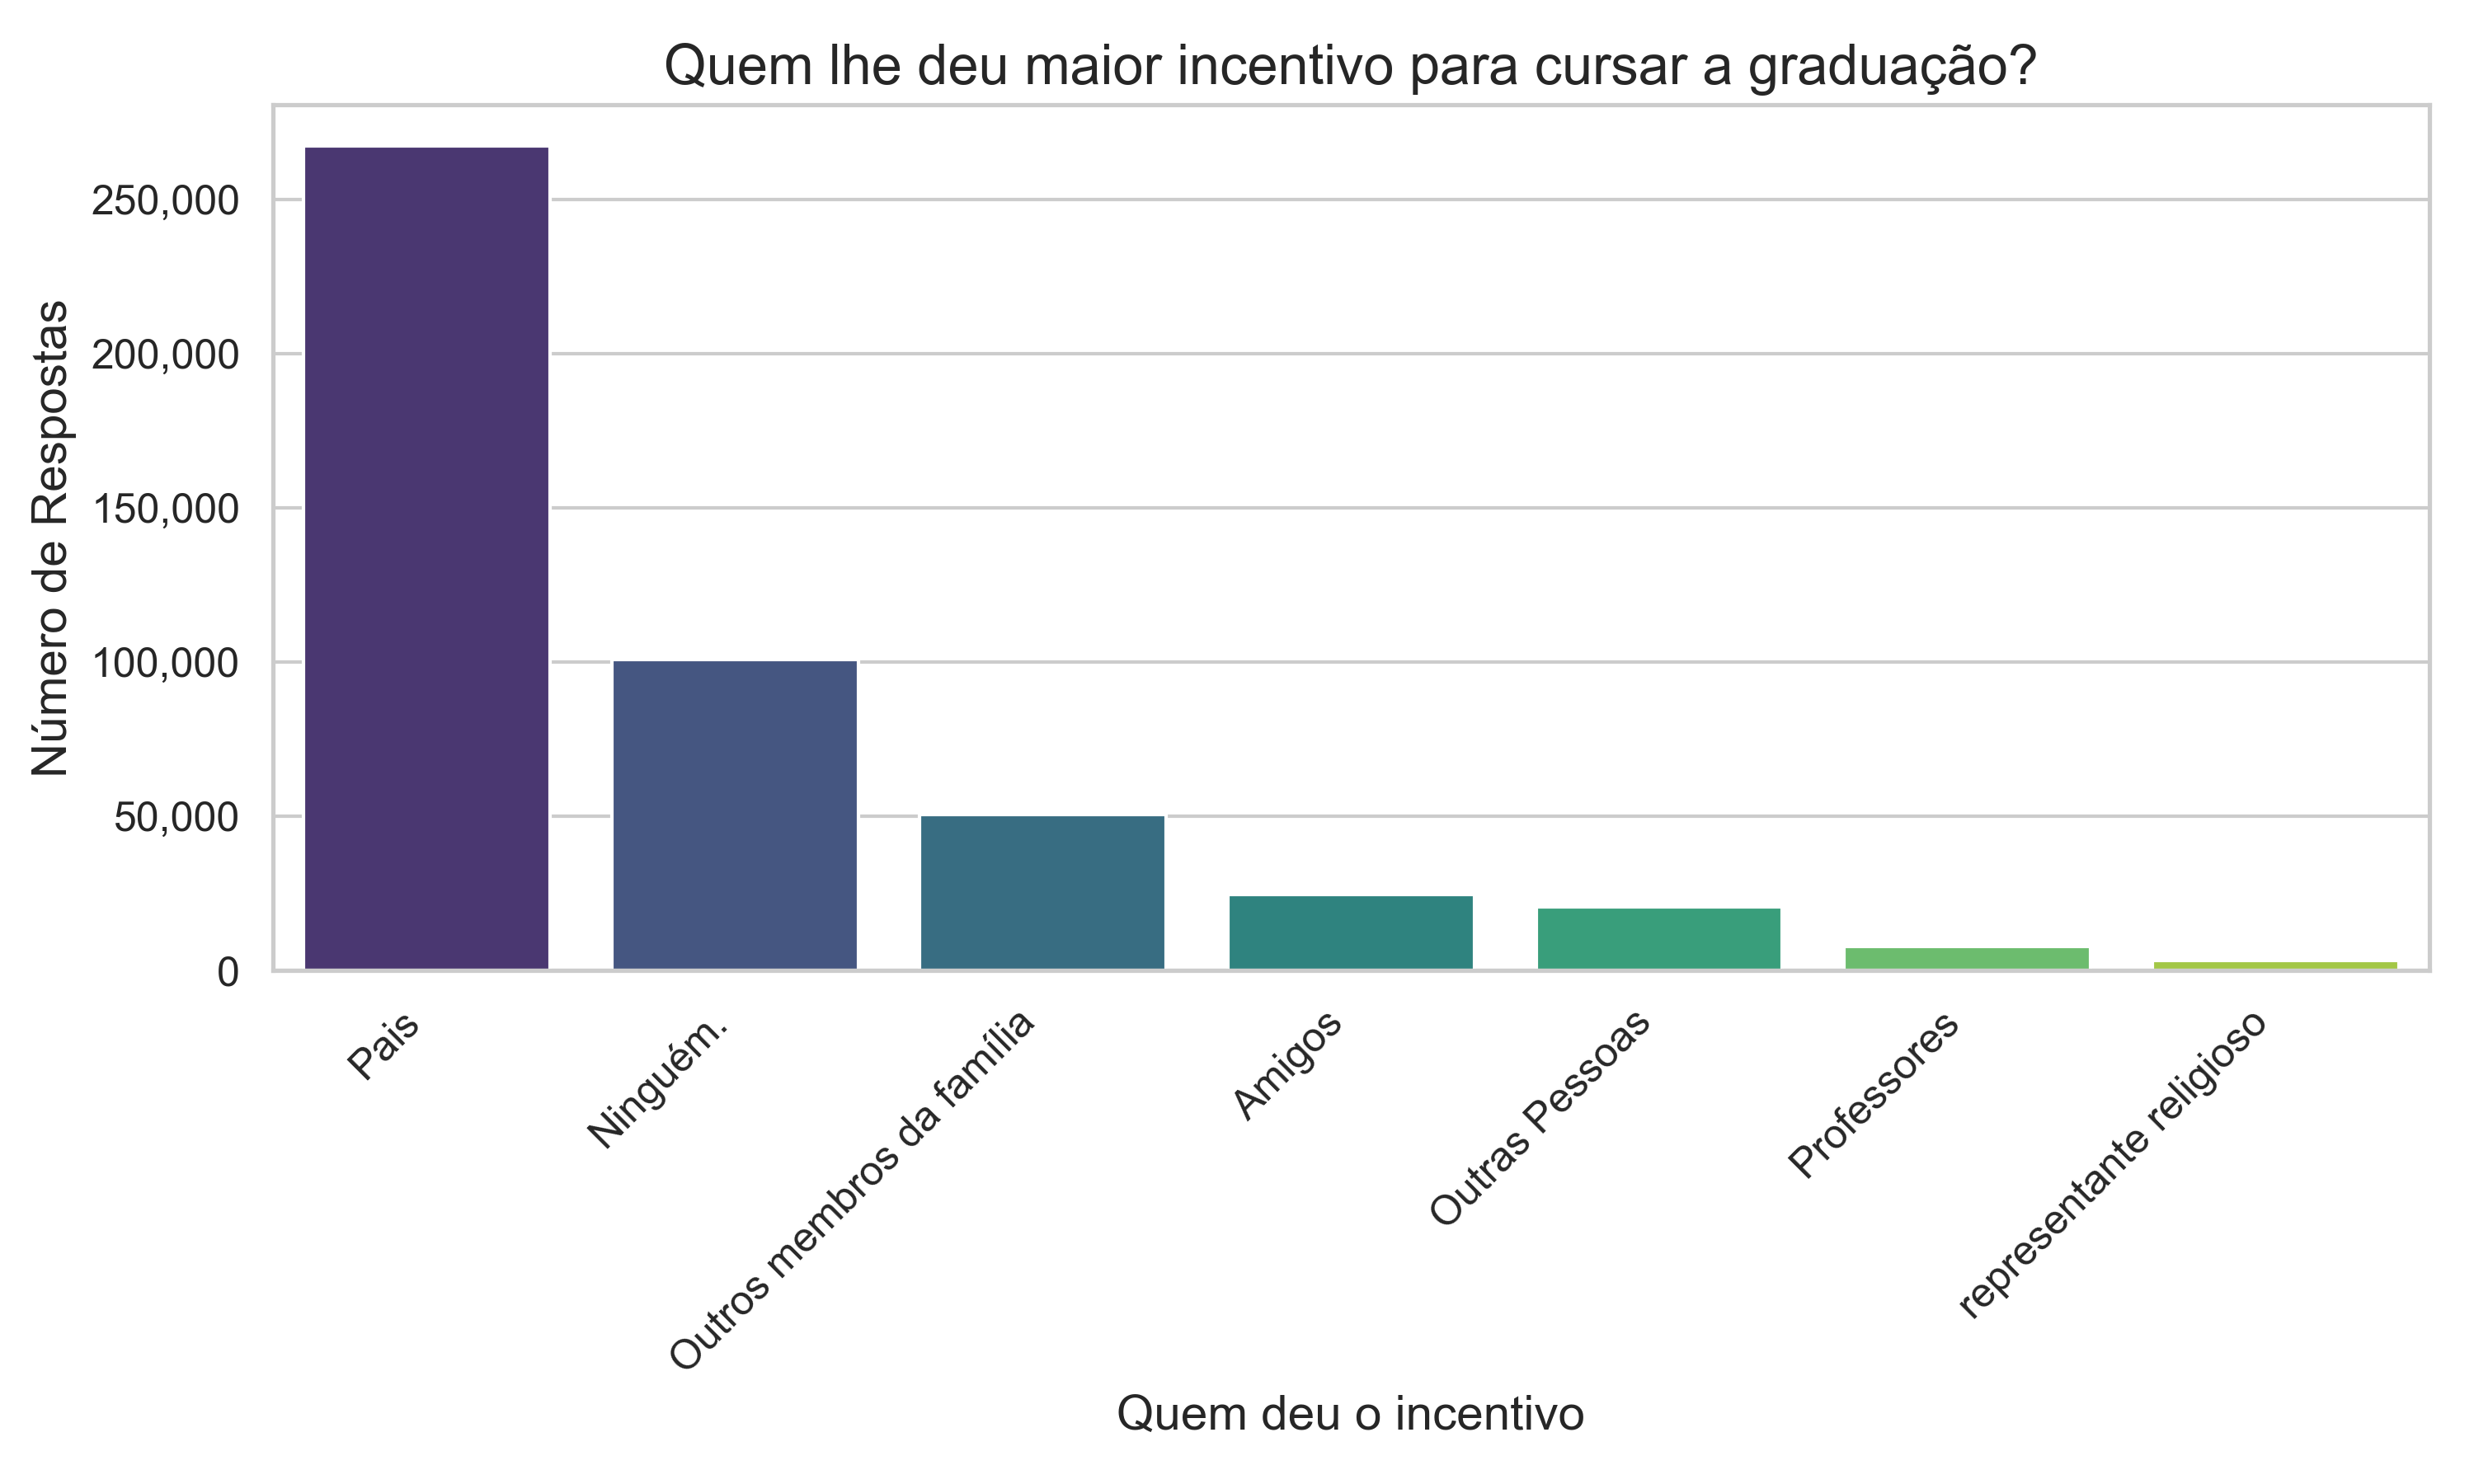 Quem lhe deu maior incentivo para cursar a graduação?
Número de Respostas
250,000
200,000
150,000
100,000
50,000
0
Pais
Ninguém.
Outros membros da família
Amigos
Outras Pessoas
Professores
representante religioso
Quem deu o incentivo